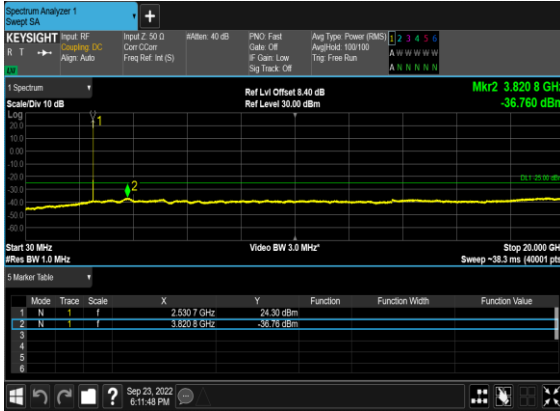 Spectrum Analyzer 1
Swept SA
+
KEYSIGHT Input: RF Input Z: 50 Ω #Atten: 40 dB PNO: Fast Avg Type: Power (RMS) 1 2 3 4 5 6
R T Coupling: DC Corr CCorr Gate: Off Avg|Hold: 100/100 A W W W W W
Align: Auto Freq Ref: Int (S) IF Gain: Low Trig: Free Run
Sig Track: Off A N N N N N
1 Spectrum Ref Lvl Offset 8.40 dB Mkr2 3.820 8 GHz
Scale/Div 10 dB Ref Level 30.00 dBm -36.760 dBm
Log
1
20.0
10.0
0.00
-10.0
DL1 -25.00 dBm
-20.0
2
-30.0
-40.0
-50.0
-60.0
Start 30 MHz Video BW 3.0 MHz* Stop 20.000 GH
#Res BW 1.0 MHz Sweep ~38.3 ms (40001 pts
5 Marker Table
Mode Trace Scale X Y Function Function Width Function Value
1 N 1 f 2.530 7 GHz 24.30 dBm
2 N 1 f 3.820 8 GHz -36.76 dBm
3
4
5
6
? Sep 23, 2022
6:11:48 PM